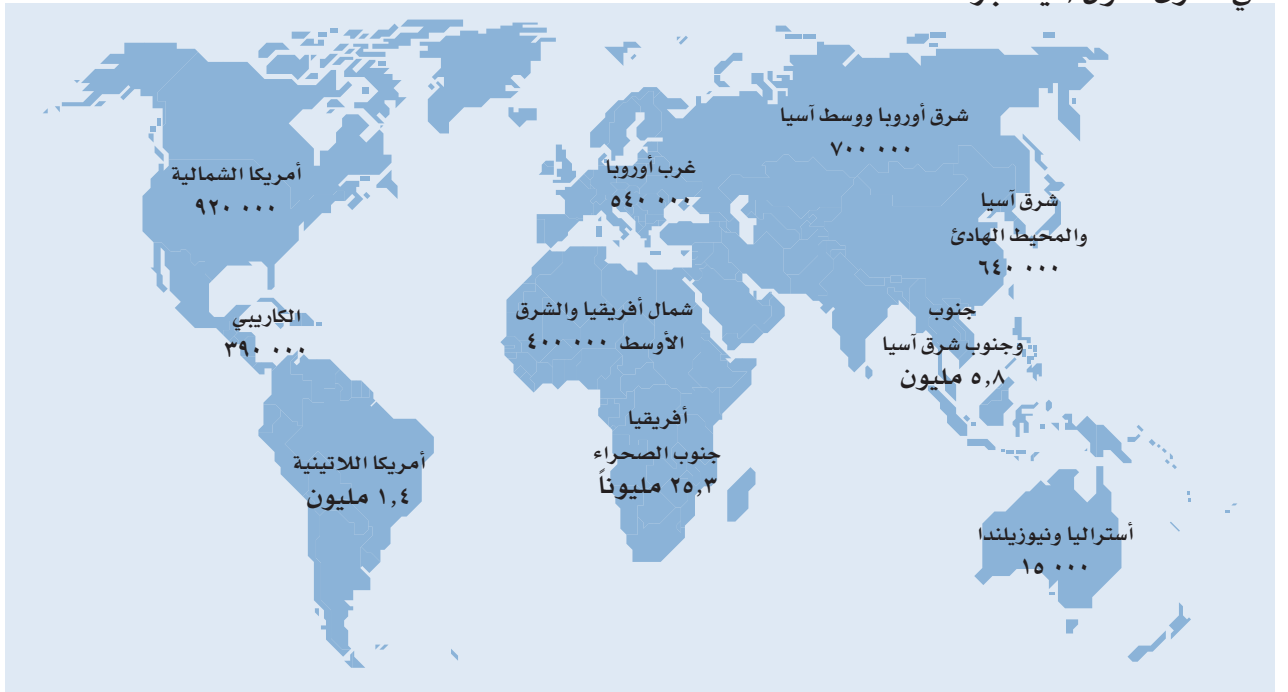 شرق أوروبا ووسط آسيا
٧٠٠ ٠٠٠
غرب أوروبا
٥٤٠ ٠٠٠
أمريكا الشمالية
٩٢٠ ٠٠٠
شرق آسيا
والمحيط الهادئ
٦٤٠ ٠٠٠
شمال أفريقيا والشرق
الأوسط ٤٠٠ ٠٠٠
الكاريبي
٣٩٠ ٠٠٠
جنوب
وجنوب شرق آسيا
٥,٨ مليون
أفريقيا
جنوب الصحراء
٢٥,٣ مليوناً
أمريكا اللاتينية
١,٤ مليون
أستراليا ونيوزيلندا
١٥ ٠٠٠